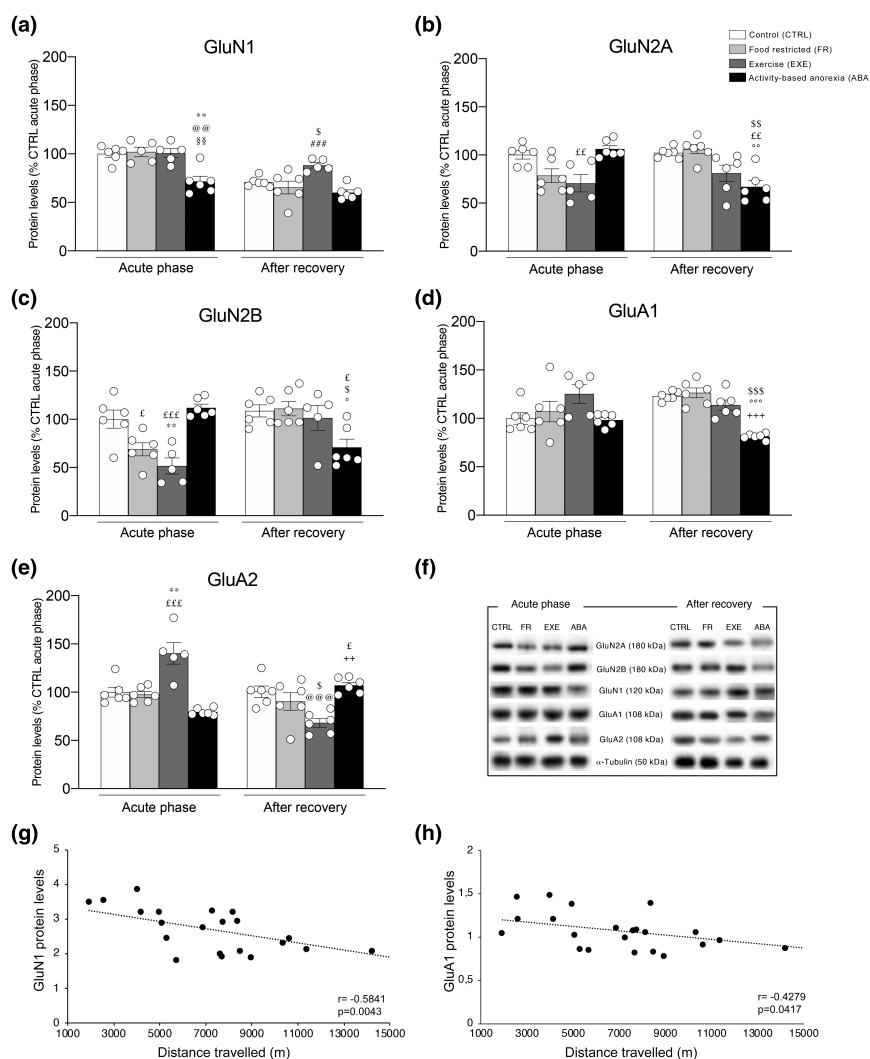 (a)
GluN1
Protein levels (% CTRL acute phase)
200
150
100
50
0
**
@@
§§
$
###
Acute phase
After recovery
(b)
GluN2A
Control (CTRL)
Food restricted (FR)
Exercise (EXE)
Activity-based anorexia (ABA
Protein levels (% CTRL acute phase)
200
150
100
50
0
££
$$
££
°°
Acute phase
After recovery
(c)
GluN2B
Protein levels (% CTRL acute phase)
200
150
100
50
0
£
£££
**
£
$
°
Acute phase
After recovery
(d)
GluA1
Protein levels (% CTRL acute phase)
200
150
100
50
0
$$$
°°°
+++
Acute phase
After recovery
(e)
GluA2
Protein levels (% CTRL acute phase)
200
150
100
50
0
**
£££
$
@@@
£
++
Acute phase
After recovery
(f)
Acute phase
After recovery
CTRL FR EXE ABA
CTRL FR EXE ABA
GluN2A (180 kDa)
GluN2B (180 kDa)
GluN1 (120 kDa)
GluA1 (108 kDa)
GluA2 (108 kDa)
α-Tubulin (50 kDa)
(g)
GluN1 protein levels
5
4
3
2
1
0
r= -0.5841
p=0.0043
1000 3000 5000 7000 9000 11000 13000 15000
Distance travelled (m)
(h)
GluA1 protein levels
2
1,5
1
0,5
0
r= -0.4279
p=0.0417
1000 3000 5000 7000 9000 11000 13000 15000
Distance travelled (m)